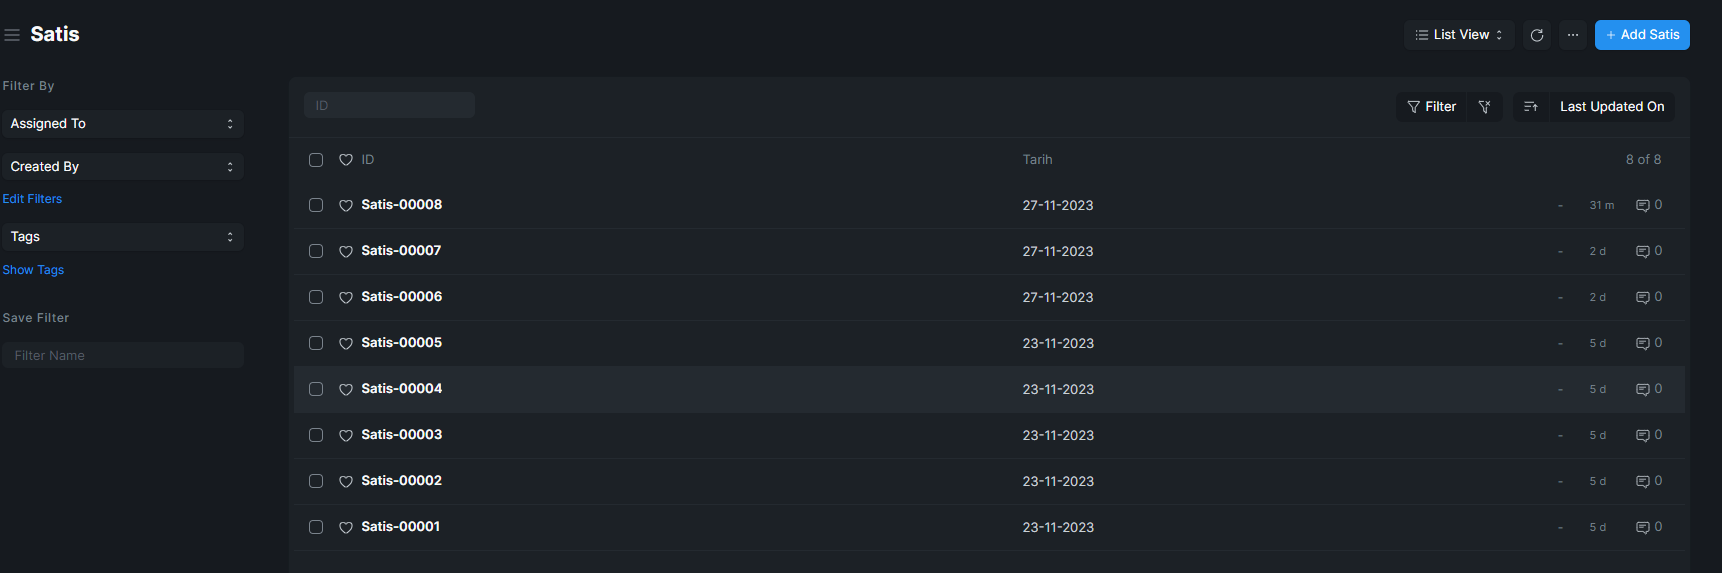 Satis
List View
+ Add Satis
Filter By
Assigned To
Created By
Edit Filters
Tags
Show Tags
Save Filter
Filter Name
ID
Filter
Last Updated On
ID Tarih 8 of 8
Satis-00008 27-11-2023 - 31 m 0
Satis-00007 27-11-2023 - 2 d 0
Satis-00006 27-11-2023 - 2 d 0
Satis-00005 23-11-2023 - 5 d 0
Satis-00004 23-11-2023 - 5 d 0
Satis-00003 23-11-2023 - 5 d 0
Satis-00002 23-11-2023 - 5 d 0
Satis-00001 23-11-2023 - 5 d 0